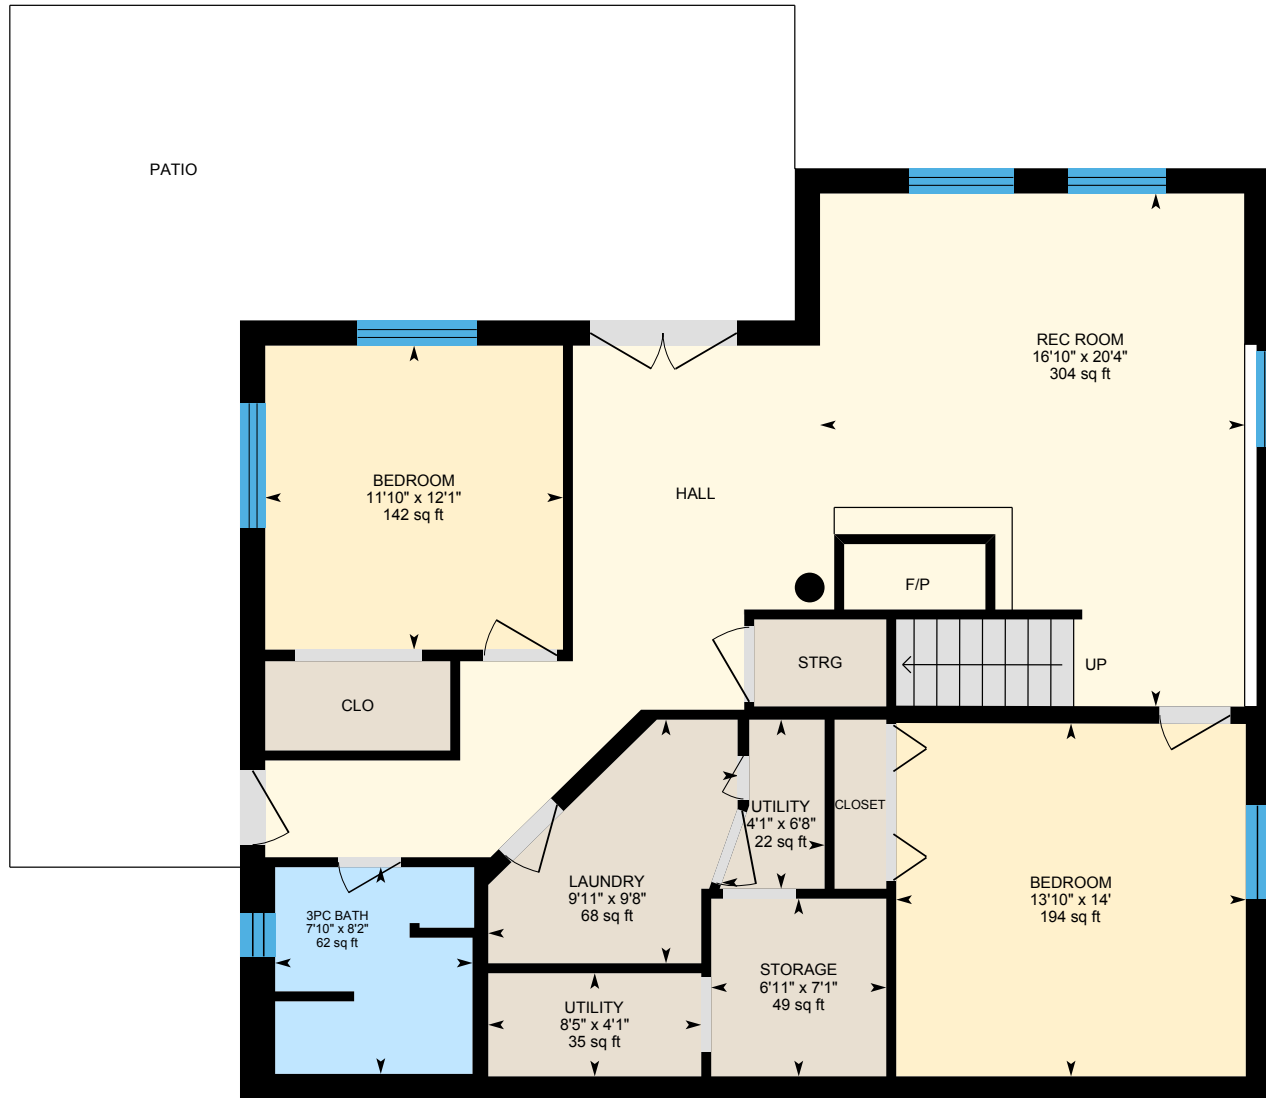 PATIO
REC ROOM
16'10" x 20'4"
304 sq ft
BEDROOM
11'10" x 12'1"
142 sq ft
HALL
F/P
STRG
UP
CLO
UTILITY
4'1" x 6'8"
22 sq ft
CLOSET
LAUNDRY
9'11" x 9'8"
68 sq ft
BEDROOM
13'10" x 14'
194 sq ft
3PC BATH
7'10" x 8'2"
62 sq ft
STORAGE
6'11" x 7'1"
49 sq ft
UTILITY
8'5" x 4'1"
35 sq ft